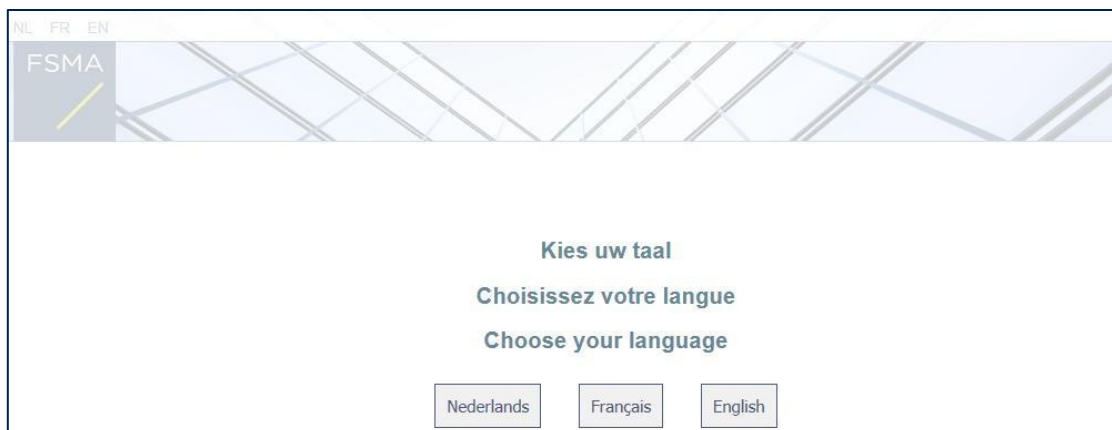 NL FR EN
FSMA
Kies uw taal
Choisissez votre langue
Choose your language
Nederlands Français English